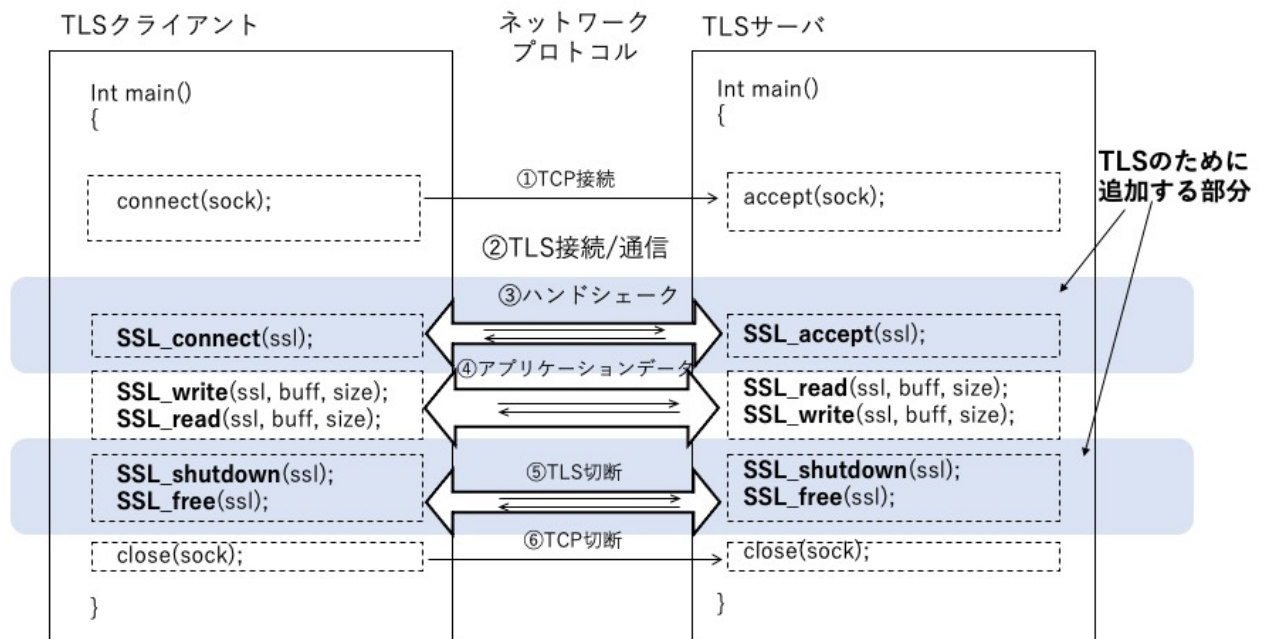 TLSクライアント
ネットワーク
プロトコル
TLSサーバ
Int main()
{
Int main()
{
TLSのために
追加する部分
①TCP接続
connect(sock);
accept(sock);
②TLS接続/通信
③ハンドシェーク
SSL_connect(ssl);
SSL_accept(ssl);
④アプリケーションデータ
SSL_write(ssl, buff, size);
SSL_read(ssl, buff, size);
SSL_read(ssl, buff, size);
SSL_write(ssl, buff, size);
⑤TLS切断
SSL_shutdown(ssl);
SSL_free(ssl);
SSL_shutdown(ssl);
SSL_free(ssl);
⑥TCP切断
close(sock);
close(sock);
}
}